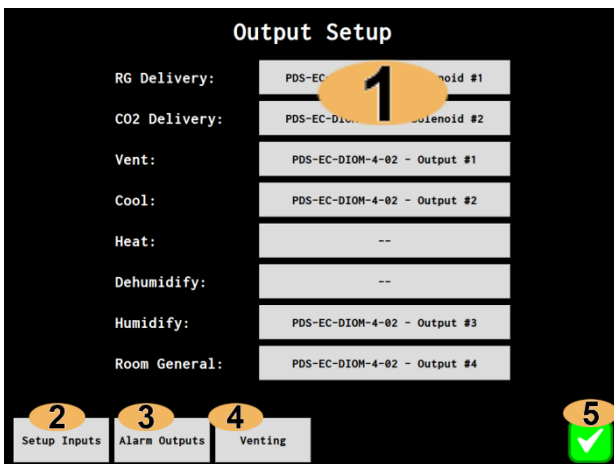 Output Setup
RG Delivery: PDS-EC- noid #1
1
CO2 Delivery: PDS-EC- #2
Vent: PDS-EC-DIOM-4-02 - Output #1
Cool: PDS-EC-DIOM-4-02 - Output #2
Heat: --
Dehumidify: --
Humidify: PDS-EC-DIOM-4-02 - Output #3
Room General: PDS-EC-DIOM-4-02 - Output #4
2 3 4 5
Setup Inputs Alarm Outputs Venting